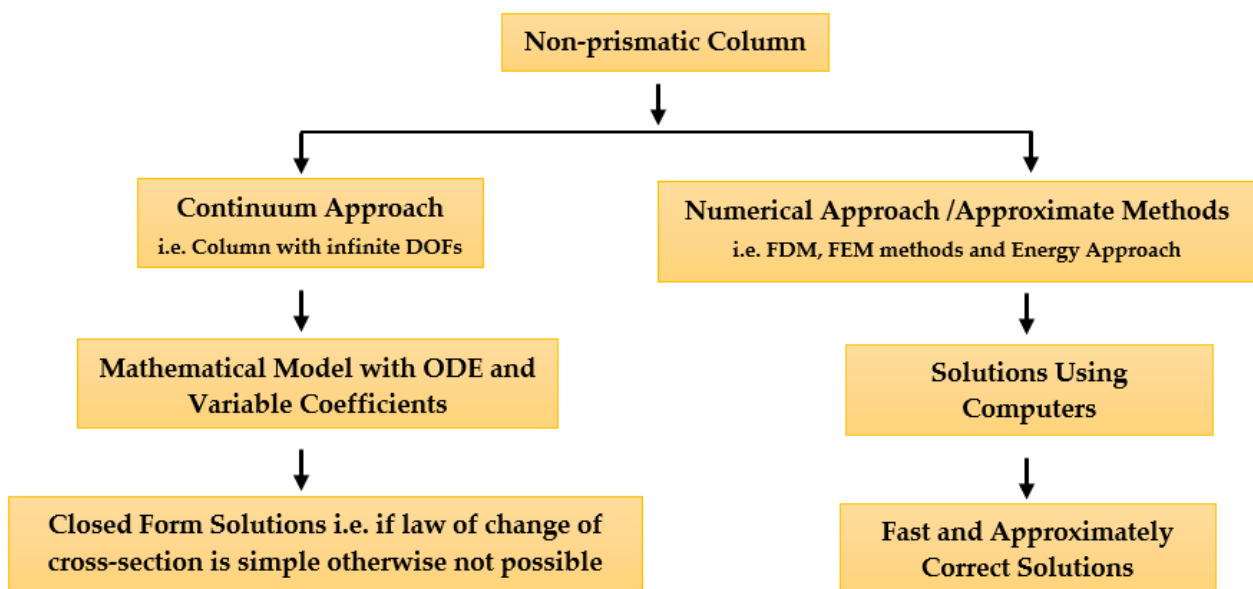 Non-prismatic Column
Continuum Approach
i.e. Column with infinite DOFs
Numerical Approach /Approximate Methods
i.e. FDM, FEM methods and Energy Approach
Mathematical Model with ODE and
Variable Coefficients
Solutions Using
Computers
Closed Form Solutions i.e. if law of change of
cross-section is simple otherwise not possible
Fast and Approximately
Correct Solutions